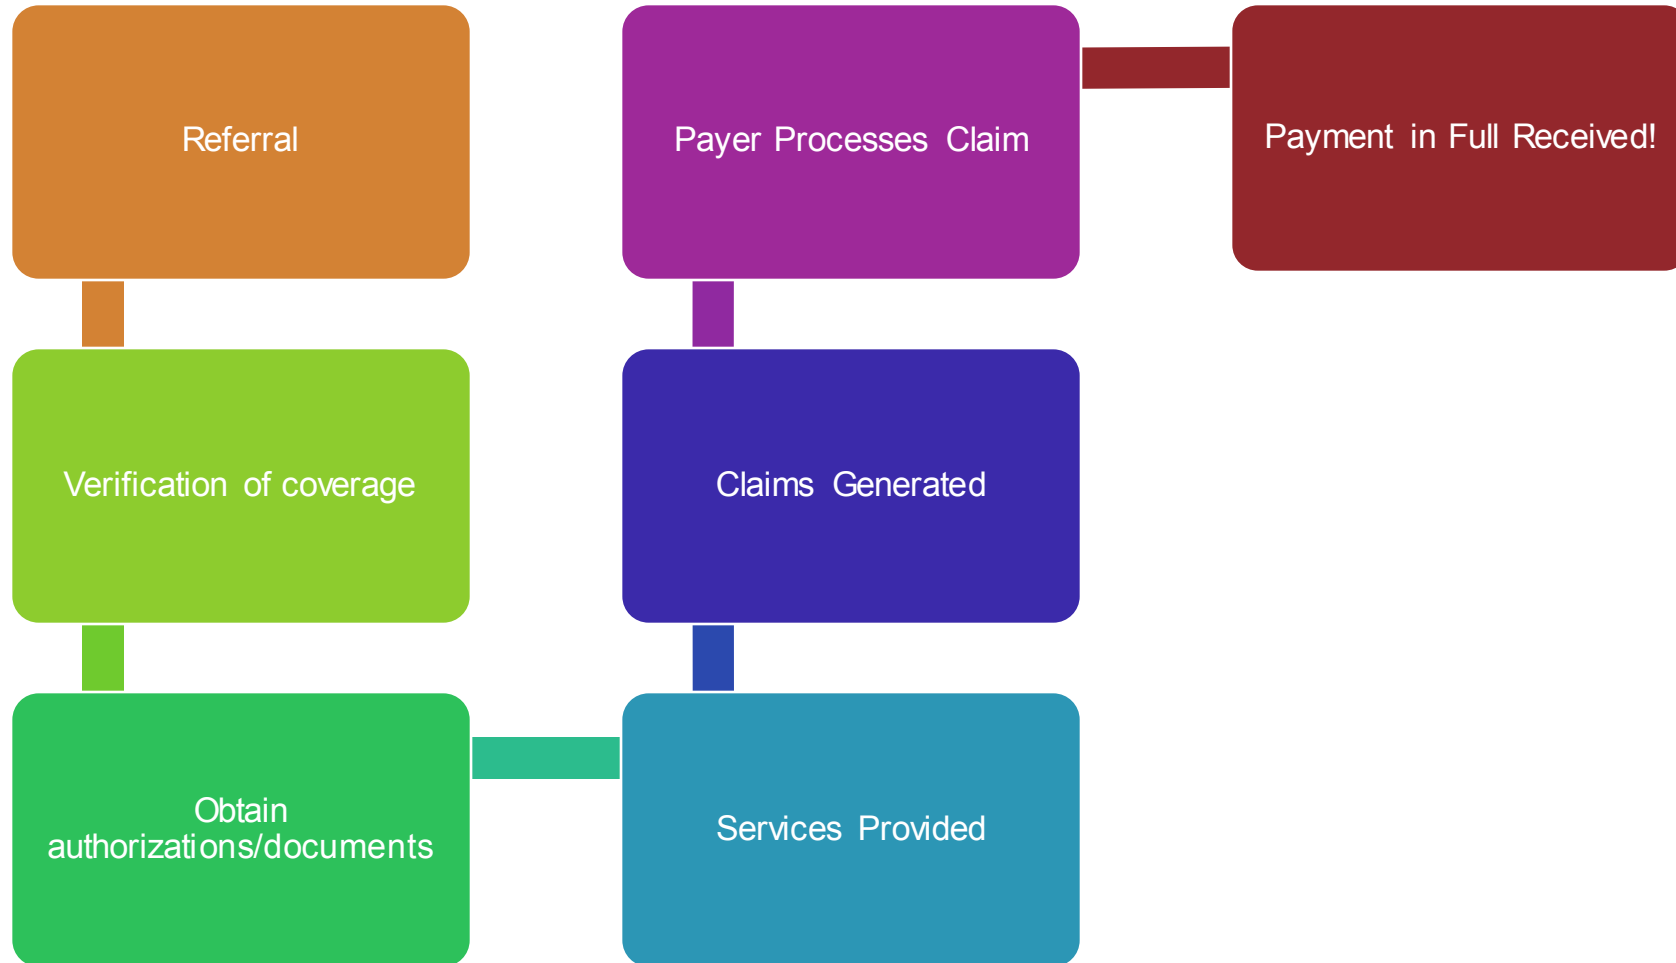 Referral
Verification of coverage
Obtain
authorizations/documents
Services Provided
Claims Generated
Payer Processes Claim
Payment in Full Received!